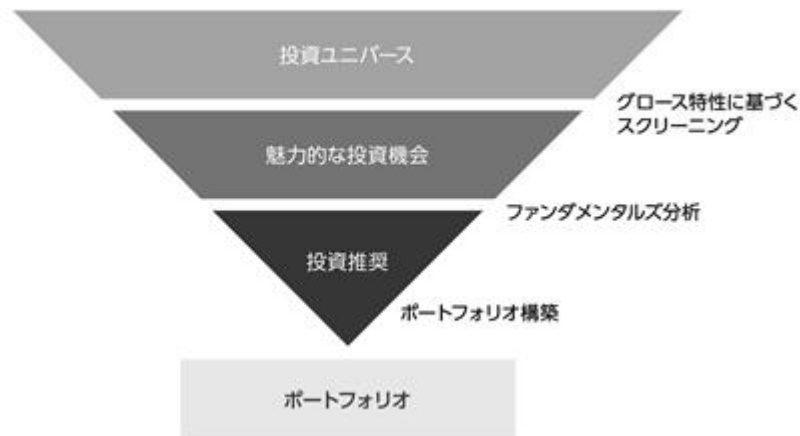 投資ユニバース
グロース特性に基づく
スクリーニング
魅力的な投資機会
ファンダメンタルズ分析
投資推奨
ポートフォリオ構築
ポートフォリオ